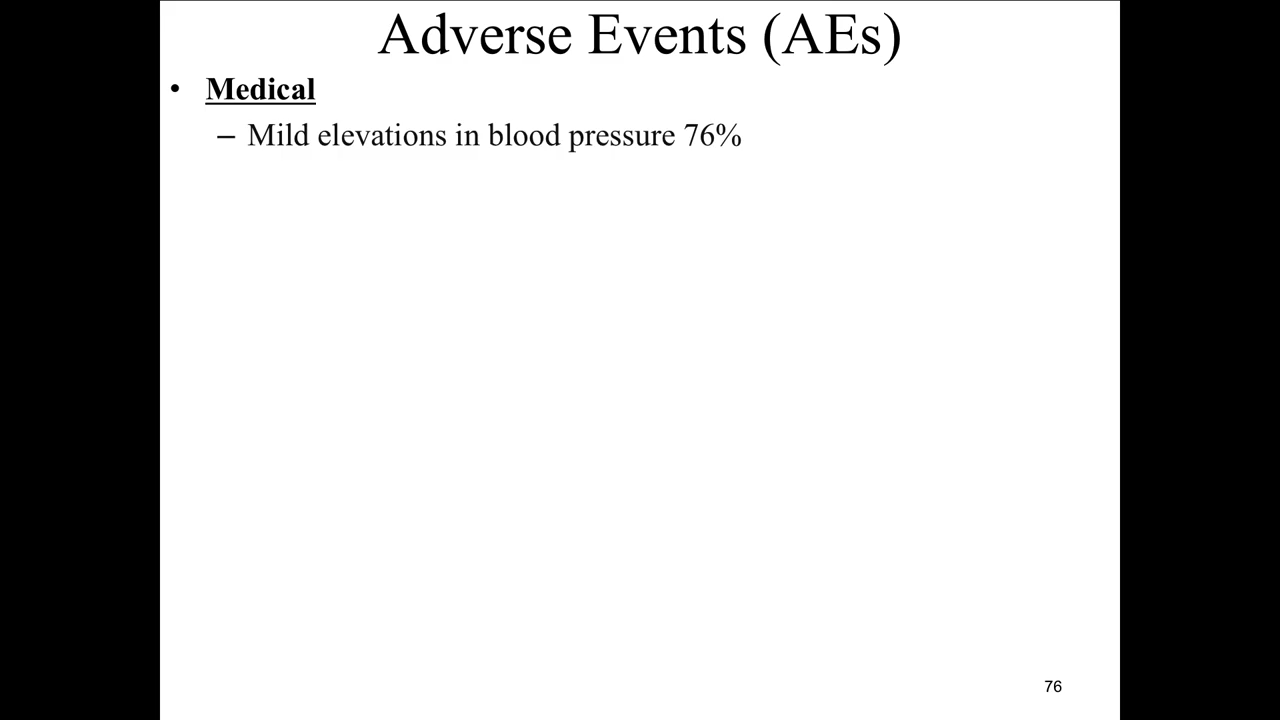 Adverse Events (AEs)
• Medical
– Mild elevations in blood pressure 76%
76